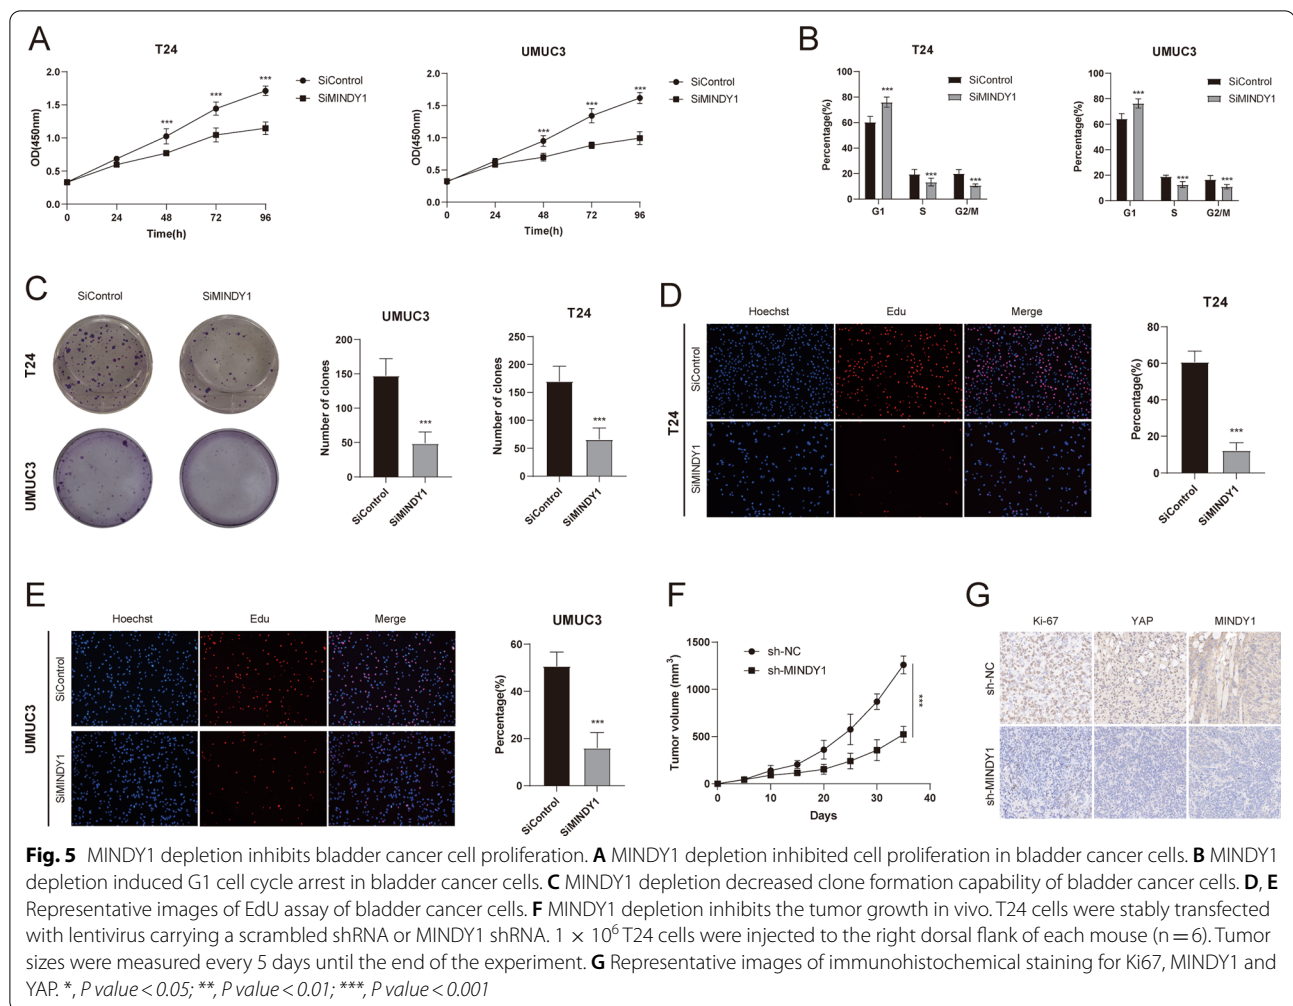 A
T24
2.0
1.5
1.0
0.5
0.0
OD(450nm)
0 24 48 72 96
Time(h)
*** *** ***
SiControl
SiMINDY1
UMUC3
2.0
1.5
1.0
0.5
0.0
OD(450nm)
0 24 48 72 96
Time(h)
*** *** ***
B
T24
100
80
60
40
20
0
Percentage(%)
G1 S G2/M
*** *** ***
SiControl
SiMINDY1
UMUC3
100
80
60
40
20
0
Percentage(%)
G1 S G2/M
*** *** ***
SiControl
SiMINDY1
C
SiControl SiMINDY1
T24
UMUC3
UMUC3
200
150
100
50
0
Number of clones
***
SiControl
SiMINDY1
T24
250
200
150
100
50
0
Number of clones
***
SiControl
SiMINDY1
D
Hoechst Edu Merge
T24
SiControl
SiMINDY1
T24
80
60
40
20
0
Percentage(%)
***
SiControl
SiMINDY1
E
Hoechst Edu Merge
UMUC3
SiControl
SiMINDY1
UMUC3
60
40
20
0
Percentage(%)
***
SiControl
SiMINDY1
F
1500
1000
500
0
Tumor volume (mm³)
0 10 20 30 40
Days
sh-NC
sh-MINDY1
***
G
Ki-67 YAP MINDY1
sh-NC
sh-MINDY1
Fig. 5 MINDY1 depletion inhibits bladder cancer cell proliferation. A MINDY1 depletion inhibited cell proliferation in bladder cancer cells. B MINDY1
depletion induced G1 cell cycle arrest in bladder cancer cells. C MINDY1 depletion decreased clone formation capability of bladder cancer cells. D, E
Representative images of EdU assay of bladder cancer cells. F MINDY1 depletion inhibits the tumor growth in vivo. T24 cells were stably transfected
with lentivirus carrying a scrambled shRNA or MINDY1 shRNA. 1 × 10⁶ T24 cells were injected to the right dorsal flank of each mouse (n = 6). Tumor
sizes were measured every 5 days until the end of the experiment. G Representative images of immunohistochemical staining for Ki67, MINDY1 and
YAP. *, P value < 0.05; **, P value < 0.01; ***, P value < 0.001